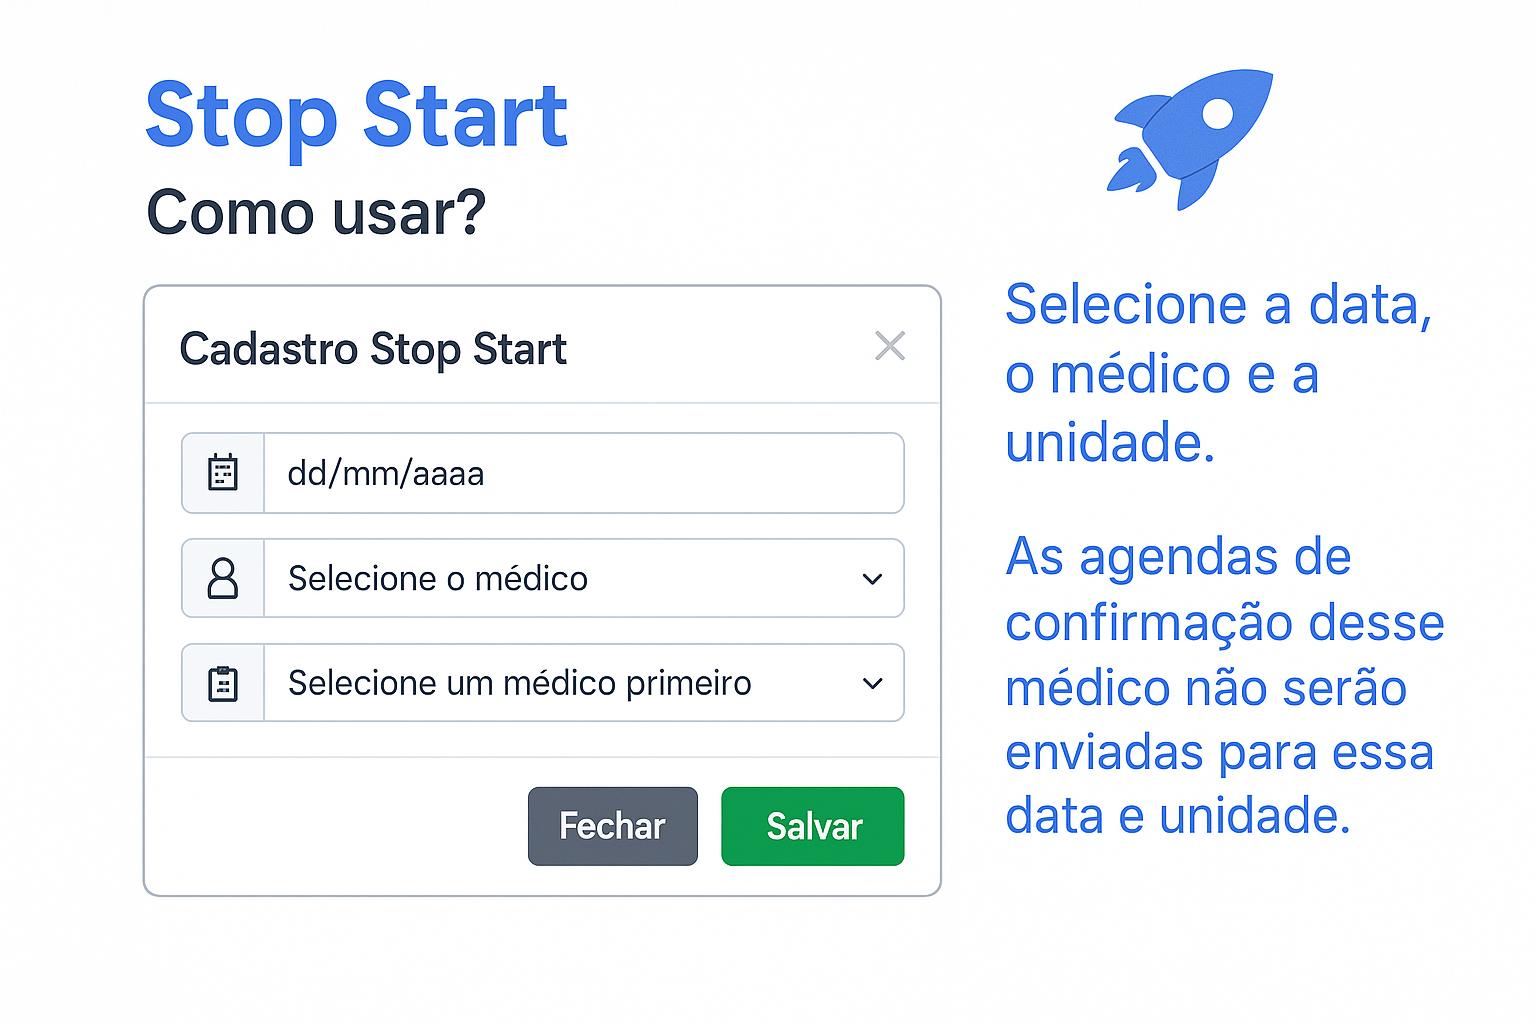 Stop Start
Como usar?
Cadastro Stop Start
dd/mm/aaaa
Selecione o médico
Selecione um médico primeiro
Fechar
Salvar
Selecione a data,
o médico e a
unidade.
As agendas de
confirmação desse
médico não serão
enviadas para essa
data e unidade.